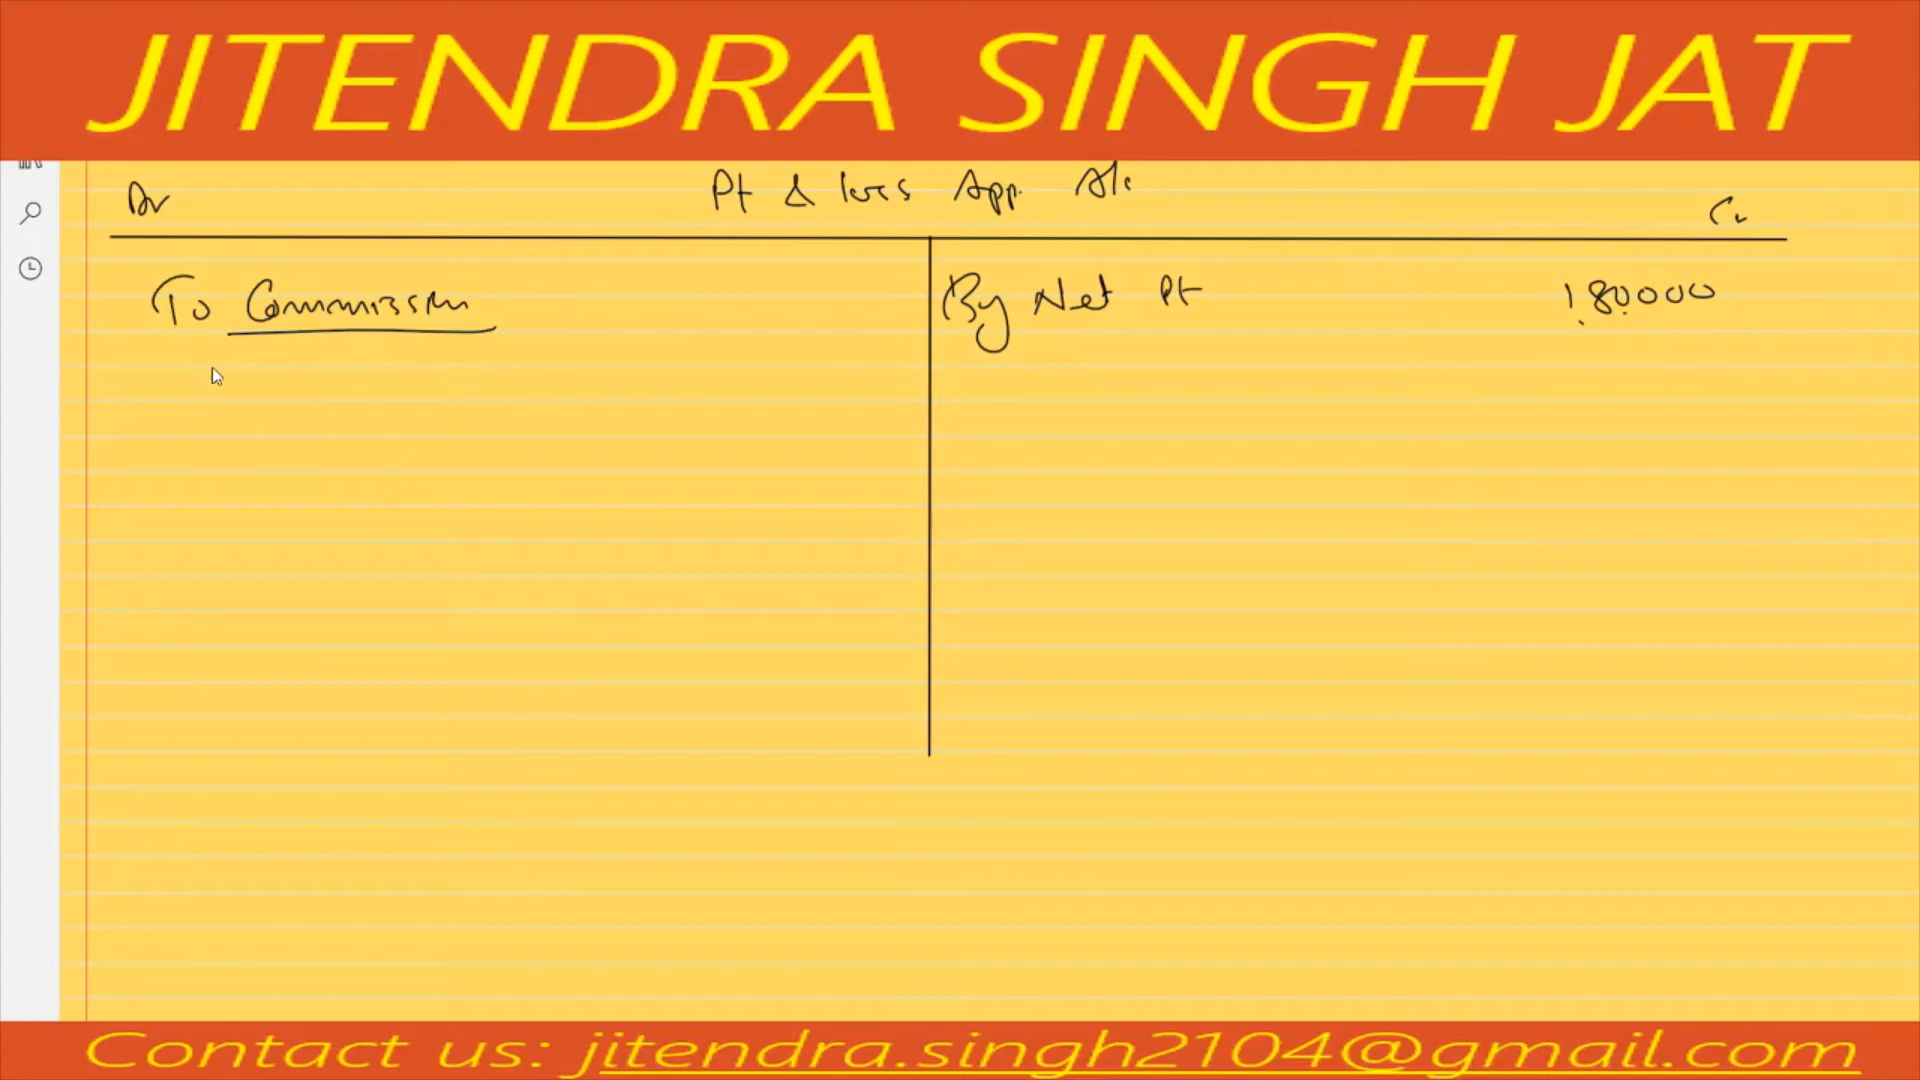 JITENDRA SINGH JAT
Pt & loss App. A/c
Dr
Cr
To Commission
By Net Pt 1,80,000
Contact us: jitendra.singh2104@gmail.com